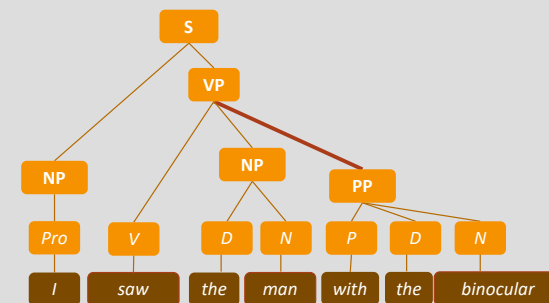 S
VP
NP NP PP
Pro V D N P D N
I saw the man with the binocular